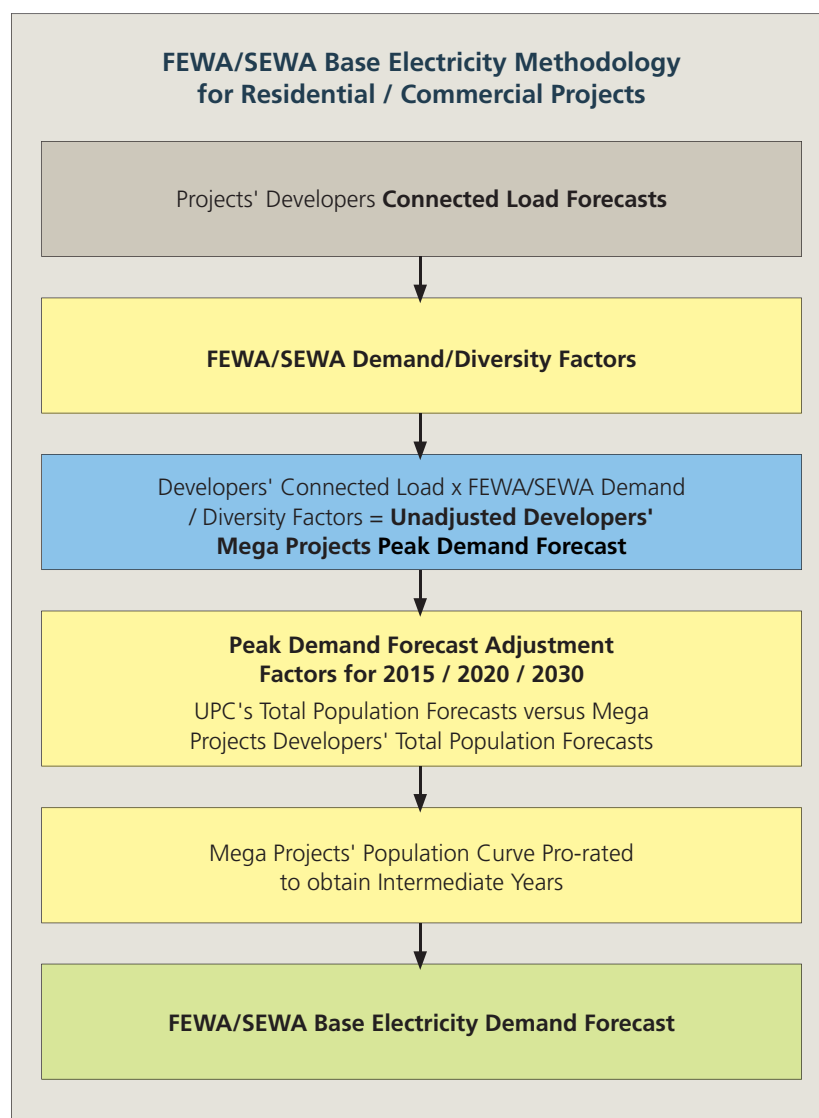 FEWA/SEWA Base Electricity Methodology
for Residential / Commercial Projects
Projects' Developers Connected Load Forecasts
FEWA/SEWA Demand/Diversity Factors
Developers' Connected Load x FEWA/SEWA Demand
/ Diversity Factors = Unadjusted Developers'
Mega Projects Peak Demand Forecast
Peak Demand Forecast Adjustment
Factors for 2015 / 2020 / 2030
UPC's Total Population Forecasts versus Mega
Projects Developers' Total Population Forecasts
Mega Projects' Population Curve Pro-rated
to obtain Intermediate Years
FEWA/SEWA Base Electricity Demand Forecast